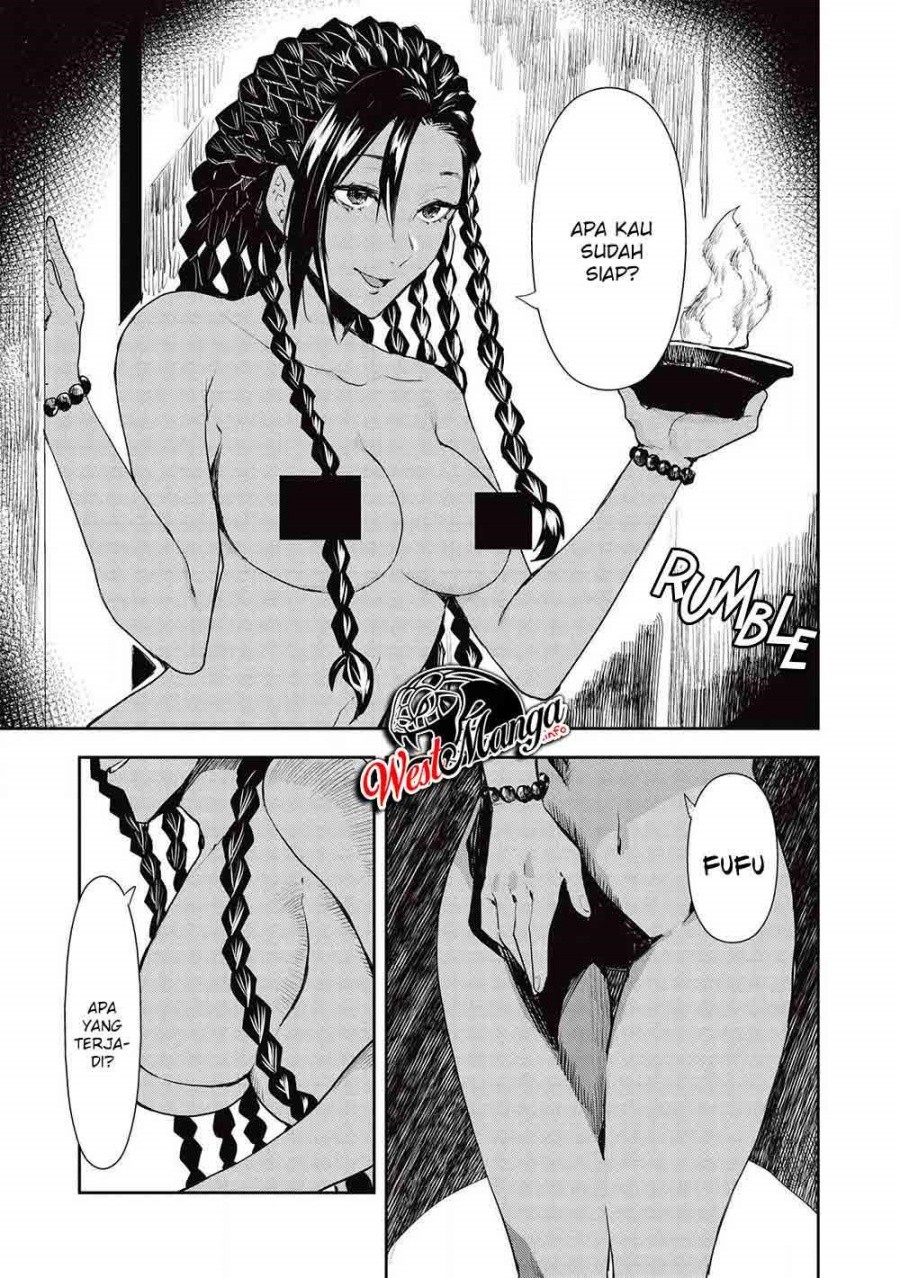 APA KAU
SUDAH
SIAP?
RUMBLE
WestManga
.info
FUFU
APA
YANG
TERJA-
DI?